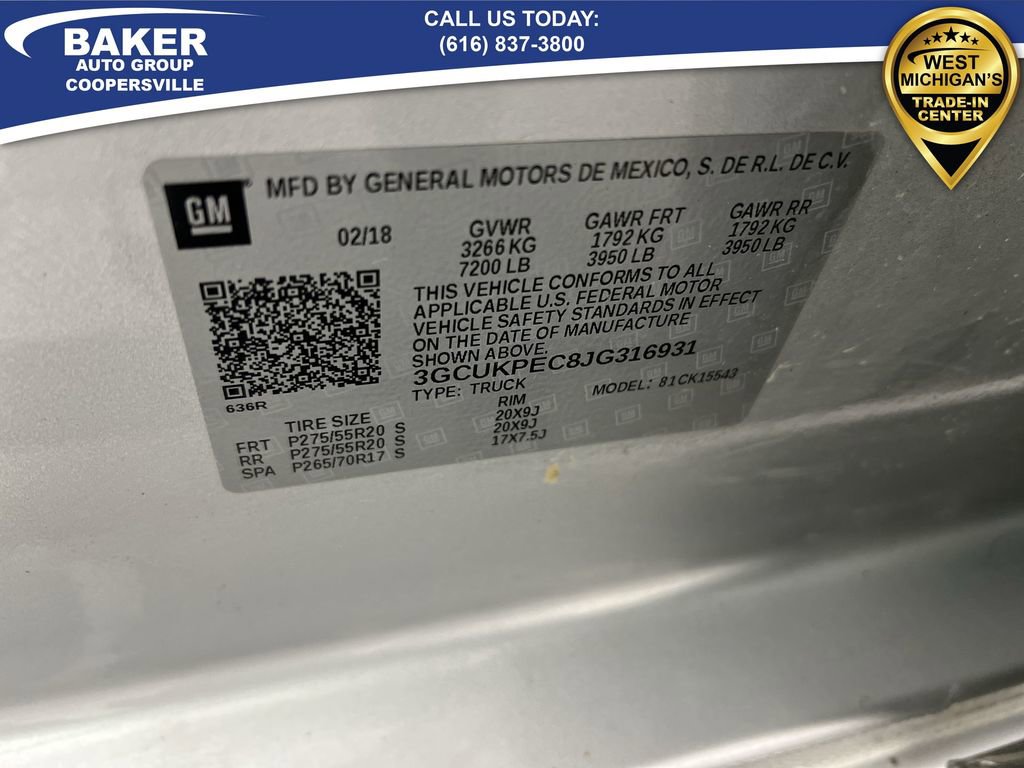 BAKER
AUTO GROUP
COOPERSVILLE
CALL US TODAY:
(616) 837-3800
WEST
MICHIGAN'S
TRADE-IN
CENTER
GM® MFD BY GENERAL MOTORS DE MEXICO, S. DE R.L. DE C.V.
02/18 GVWR GAWR FRT GAWR RR
3266 KG 1792 KG 1792 KG
7200 LB 3950 LB 3950 LB
THIS VEHICLE CONFORMS TO ALL
APPLICABLE U.S. FEDERAL MOTOR
VEHICLE SAFETY STANDARDS IN EFFECT
ON THE DATE OF MANUFACTURE
SHOWN ABOVE.
3GCUKPEC8JG316931
TYPE: TRUCK MODEL: 81CK15543
636R
TIRE SIZE RIM
FRT P275/55R20 S 20X9J
RR P275/55R20 S 20X9J
SPA P265/70R17 S 17X7.5J